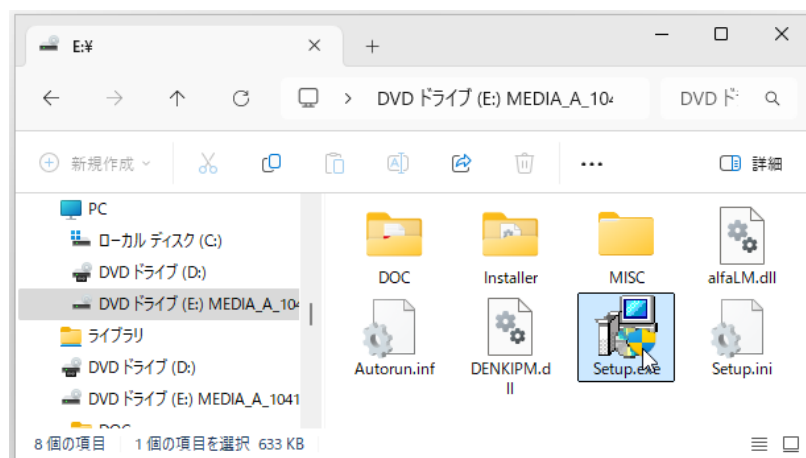 E:¥
DVD ドライブ (E:) MEDIA_A_104
DVD ド
新規作成
詳細
PC
ローカル ディスク (C:)
DVD ドライブ (D:)
DVD ドライブ (E:) MEDIA_A_104
ライブラリ
DVD ドライブ (D:)
DVD ドライブ (E:) MEDIA_A_1041
DOC
Installer
MISC
alfaLM.dll
Autorun.inf
DENKIPM.d
ll
Setup.exe
Setup.ini
8 個の項目
1 個の項目を選択 633 KB